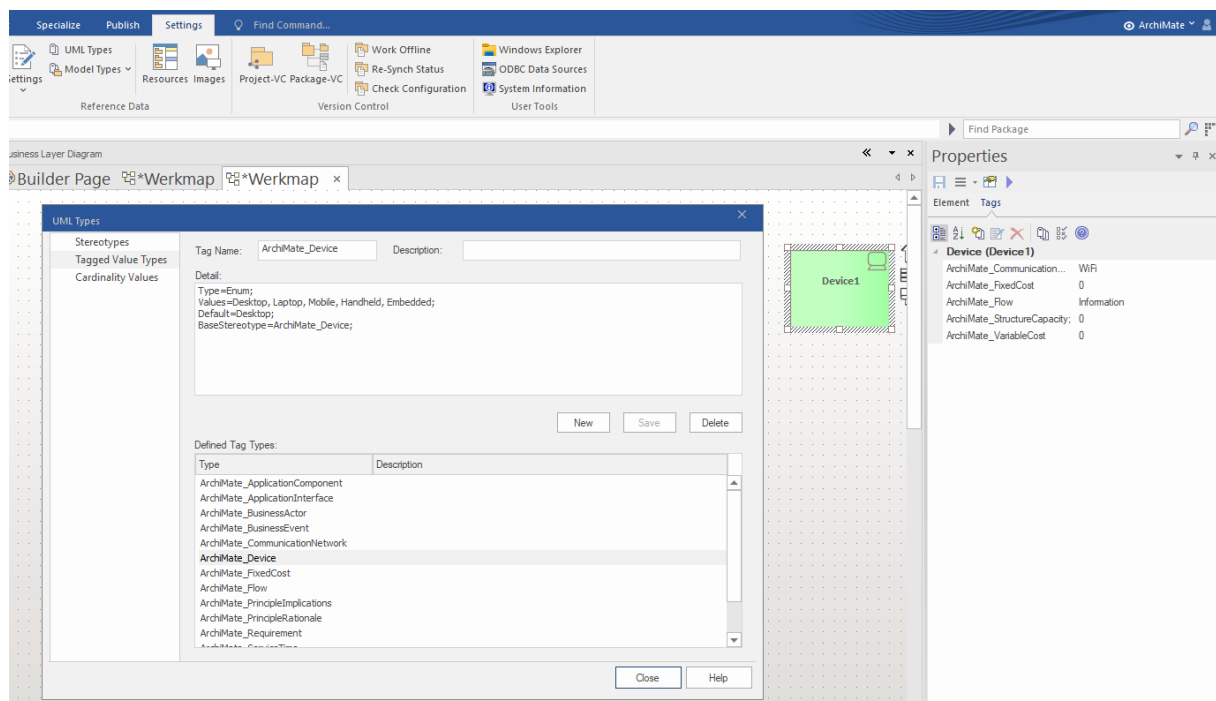 Specialize Publish Settings Find Command... ArchiMate
UML Types
Model Types
Settings
Resources Images
Reference Data
Project-VC Package-VC
Work Offline
Re-Synch Status
Check Configuration
Version Control
Windows Explorer
ODBC Data Sources
System Information
User Tools
Find Package
Business Layer Diagram
Builder Page *Werkmap *Werkmap ×
Properties
Element Tags
Device (Device1)
ArchiMate_Communication... WiFi
ArchiMate_FixedCost 0
ArchiMate_Flow Information
ArchiMate_StructureCapacity; 0
ArchiMate_VariableCost 0
Device1
UML Types
Stereotypes
Tagged Value Types
Cardinality Values
Tag Name: ArchiMate_Device Description:
Detail:
Type=Enum;
Values=Desktop, Laptop, Mobile, Handheld, Embedded;
Default=Desktop;
BaseStereotype=ArchiMate_Device;
New Save Delete
Defined Tag Types:
Type Description
ArchiMate_ApplicationComponent
ArchiMate_ApplicationInterface
ArchiMate_BusinessActor
ArchiMate_BusinessEvent
ArchiMate_CommunicationNetwork
ArchiMate_Device
ArchiMate_FixedCost
ArchiMate_Flow
ArchiMate_PrincipleImplications
ArchiMate_PrincipleRationale
ArchiMate_Requirement
ArchiMate_ServiceTime
Close Help